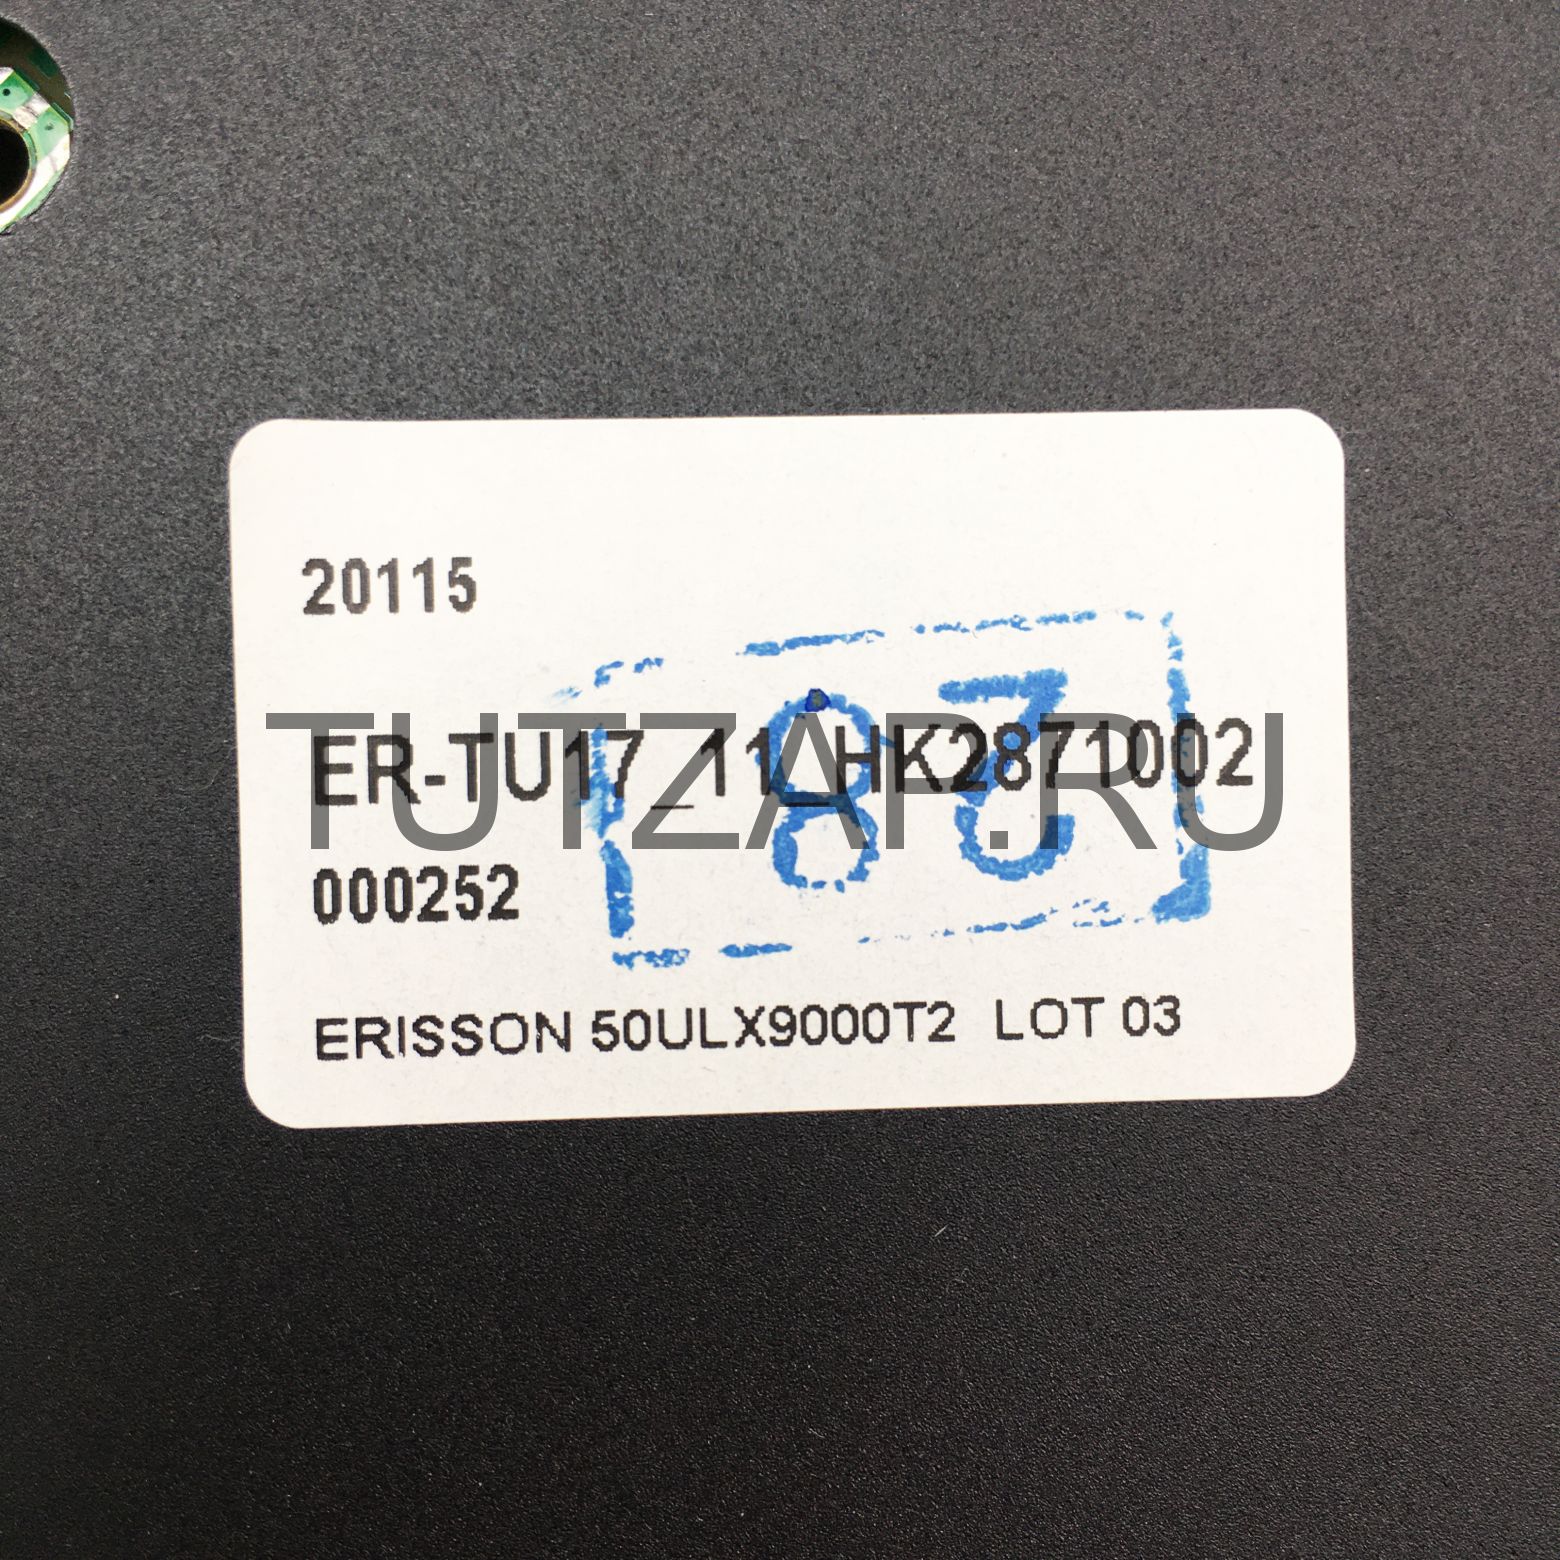 20115
ER-TU17_11_HK2871002
TUTZAP.RU
000252
ERISSON 50ULX9000T2 LOT 03